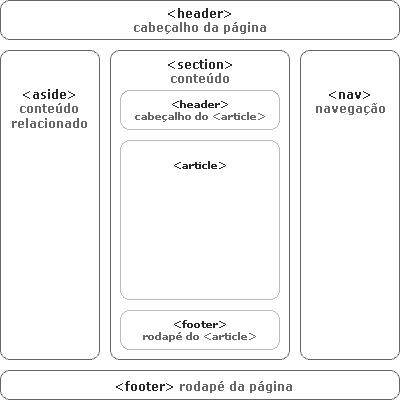 <header>
cabeçalho da página
<aside>
conteúdo
relacionado
<section>
conteúdo
<header>
cabeçalho do <article>
<article>
<footer>
rodapé do <article>
<nav>
navegação
<footer> rodapé da página